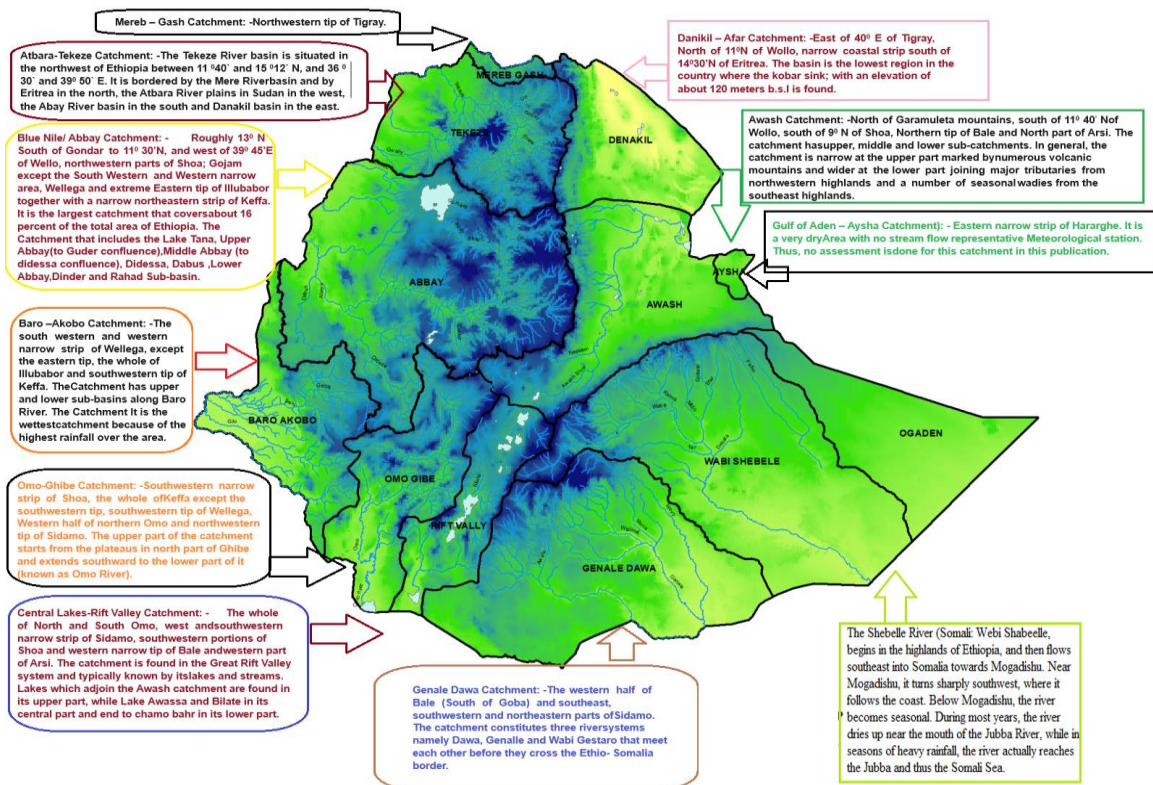 Mereb – Gash Catchment: -Northwestern tip of Tigray.
Atbara-Tekeze Catchment: -The Tekeze River basin is situated
in the northwest of Ethiopia between 11 º40` and 15 º12` N, and 36 º
30` and 39º 50` E. It is bordered by the Mere Riverbasin and by
Eritrea in the north, the Atbara River plains in Sudan in the west,
the Abay River basin in the south and Danakil basin in the east.
Blue Nile/ Abbay Catchment: - Roughly 13º N
South of Gondar to 11º 30'N, and west of 39º 45'E
of Wello, northwestern parts of Shoa; Gojam
except the South Western and Western narrow
area, Wellega and extreme Eastern tip of Illubabor
together with a narrow northeastern strip of Keffa.
It is the largest catchment that coversabout 16
percent of the total area of Ethiopia. The
Catchment that includes the Lake Tana, Upper
Abbay(to Guder confluence),Middle Abbay (to
didessa confluence), Didessa, Dabus ,Lower
Abbay,Dinder and Rahad Sub-basin.
Baro –Akobo Catchment: -The
south western and western
narrow strip of Wellega, except
the eastern tip, the whole of
Illubabor and southwestern tip of
Keffa. TheCatchment has upper
and lower sub-basins along Baro
River. The Catchment It is the
wettestcatchment because of the
highest rainfall over the area.
Omo-Ghibe Catchment: -Southwestern narrow
strip of Shoa, the whole ofKeffa except the
southwestern tip, southwestern tip of Wellega,
Western half of northern Omo and northwestern
tip of Sidamo. The upper part of the catchment
starts from the plateaus in north part of Ghibe
and extends southward to the lower part of it
(known as Omo River).
Central Lakes-Rift Valley Catchment: - The whole
of North and South Omo, west andsouthwestern
narrow strip of Sidamo, southwestern portions of
Shoa and western narrow tip of Bale andwestern part
of Arsi. The catchment is found in the Great Rift Valley
system and typically known by itslakes and streams.
Lakes which adjoin the Awash catchment are found in
its upper part, while Lake Awassa and Bilate in its
central part and end to chamo bahr in its lower part.
Danikil – Afar Catchment: -East of 40º E of Tigray,
North of 11ºN of Wollo, narrow coastal strip south of
14º30'N of Eritrea. The basin is the lowest region in the
country where the kobar sink; with an elevation of
about 120 meters b.s.l is found.
Awash Catchment: -North of Garamuleta mountains, south of 11º 40' Nof
Wollo, south of 9º N of Shoa, Northern tip of Bale and North part of Arsi. The
catchment hasupper, middle and lower sub-catchments. In general, the
catchment is narrow at the upper part marked bynumerous volcanic
mountains and wider at the lower part joining major tributaries from
northwestern highlands and a number of seasonalwadies from the
southeast highlands.
Gulf of Aden – Aysha Catchment): - Eastern narrow strip of Hararghe. It is
a very dryArea with no stream flow representative Meteorological station.
Thus, no assessment isdone for this catchment in this publication.
MEREB GASH
TEKEZE
DENAKIL
ABBAY
AYSHA
AWASH
BARO AKOBO
OMO GIBE
RIFT VALLY
WABI SHEBELE
OGADEN
GENALE DAWA
Genale Dawa Catchment: -The western half of
Bale (South of Goba) and southeast,
southwestern and northeastern parts ofSidamo.
The catchment constitutes three riversystems
namely Dawa, Genalle and Wabi Gestaro that meet
each other before they cross the Ethio- Somalia
border.
The Shebelle River (Somali: Webi Shabeelle,
begins in the highlands of Ethiopia, and then flows
southeast into Somalia towards Mogadishu. Near
Mogadishu, it turns sharply southwest, where it
follows the coast. Below Mogadishu, the river
becomes seasonal. During most years, the river
dries up near the mouth of the Jubba River, while in
seasons of heavy rainfall, the river actually reaches
the Jubba and thus the Somali Sea.